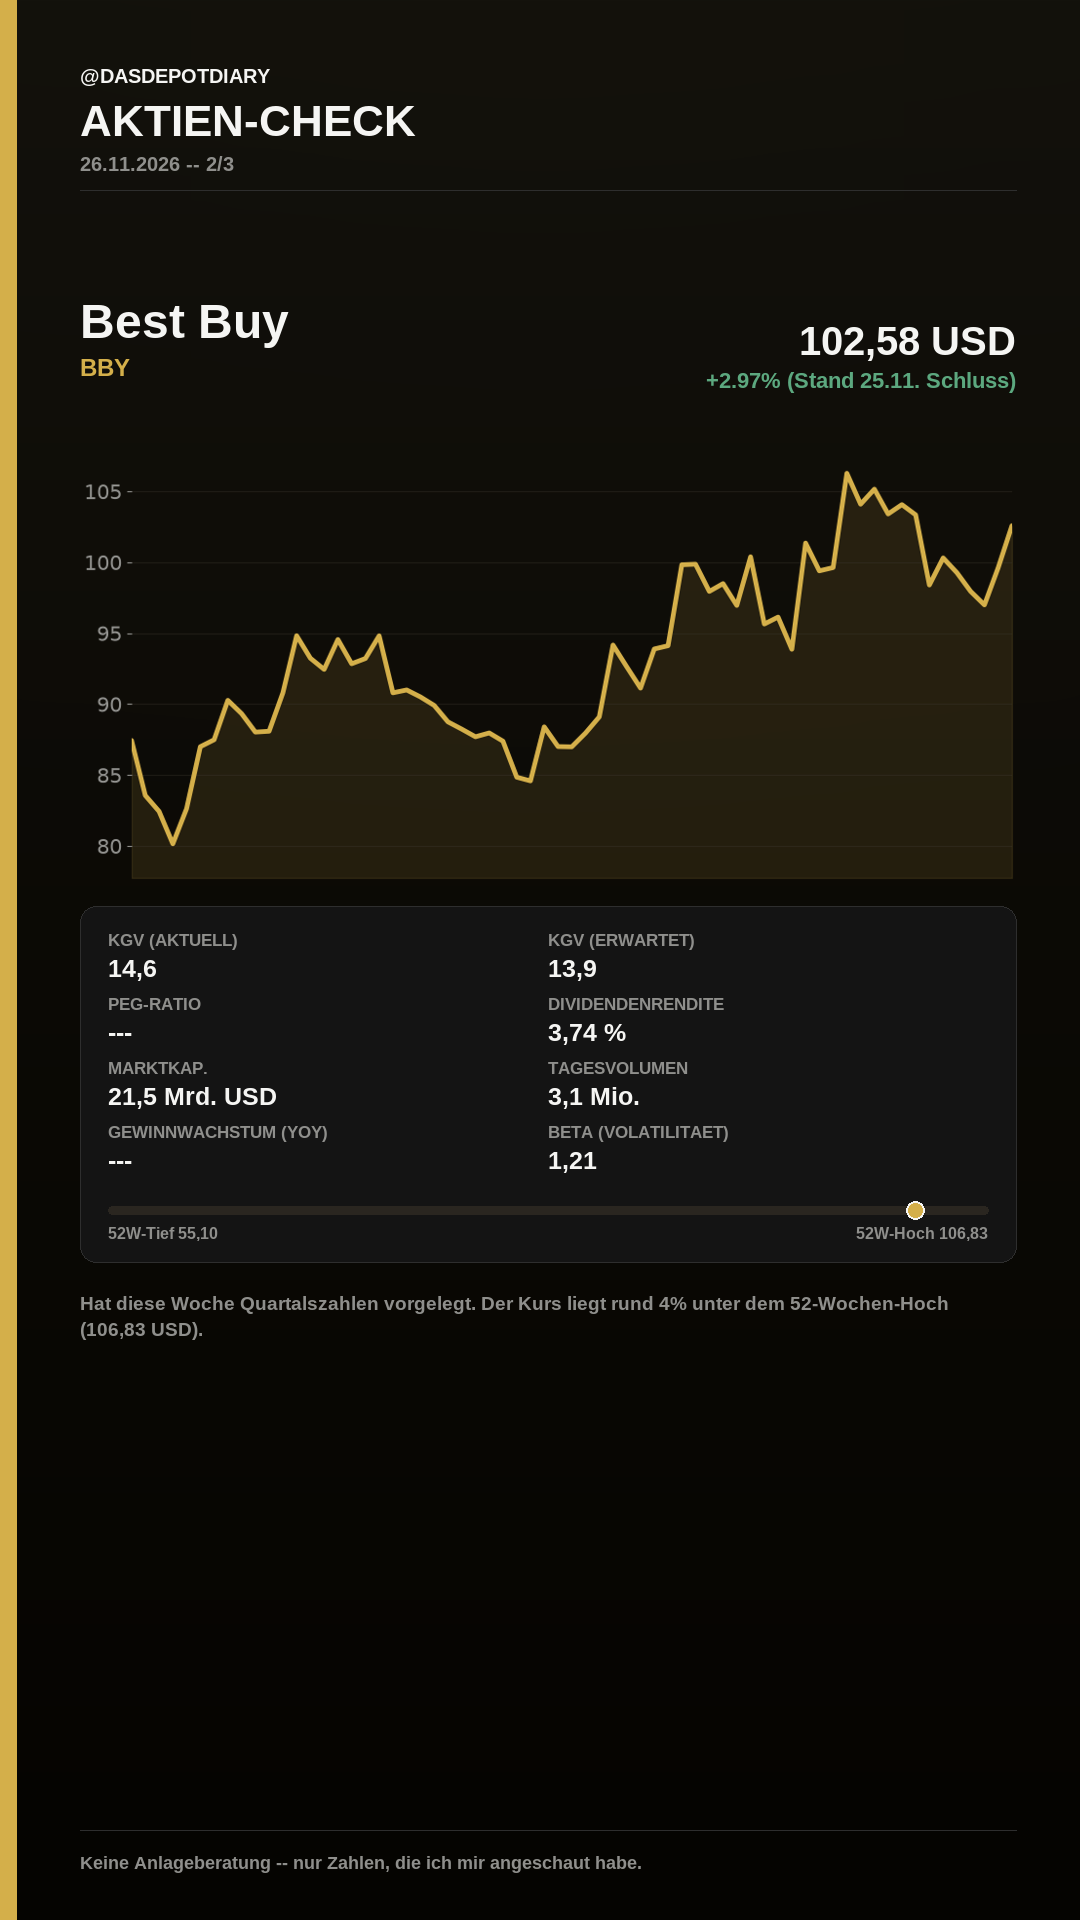 @DASDEPOTDIARY
AKTIEN-CHECK
26.11.2026 -- 2/3
Best Buy
BBY
102,58 USD
+2.97% (Stand 25.11. Schluss)
105
100
95
90
85
80
KGV (AKTUELL)
14,6
KGV (ERWARTET)
13,9
PEG-RATIO
---
DIVIDENDENRENDITE
3,74 %
MARKTKAP.
21,5 Mrd. USD
TAGESVOLUMEN
3,1 Mio.
GEWINNWACHSTUM (YOY)
---
BETA (VOLATILITAET)
1,21
52W-Tief 55,10
52W-Hoch 106,83
Hat diese Woche Quartalszahlen vorgelegt. Der Kurs liegt rund 4% unter dem 52-Wochen-Hoch
(106,83 USD).
Keine Anlageberatung -- nur Zahlen, die ich mir angeschaut habe.